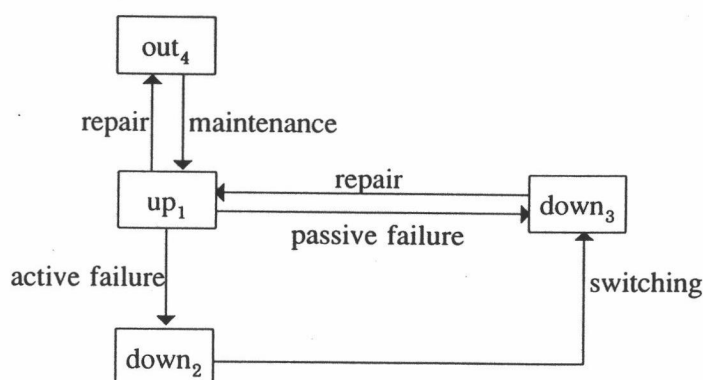 out₄
repair maintenance
repair
up₁ down₃
passive failure
active failure switching
down₂